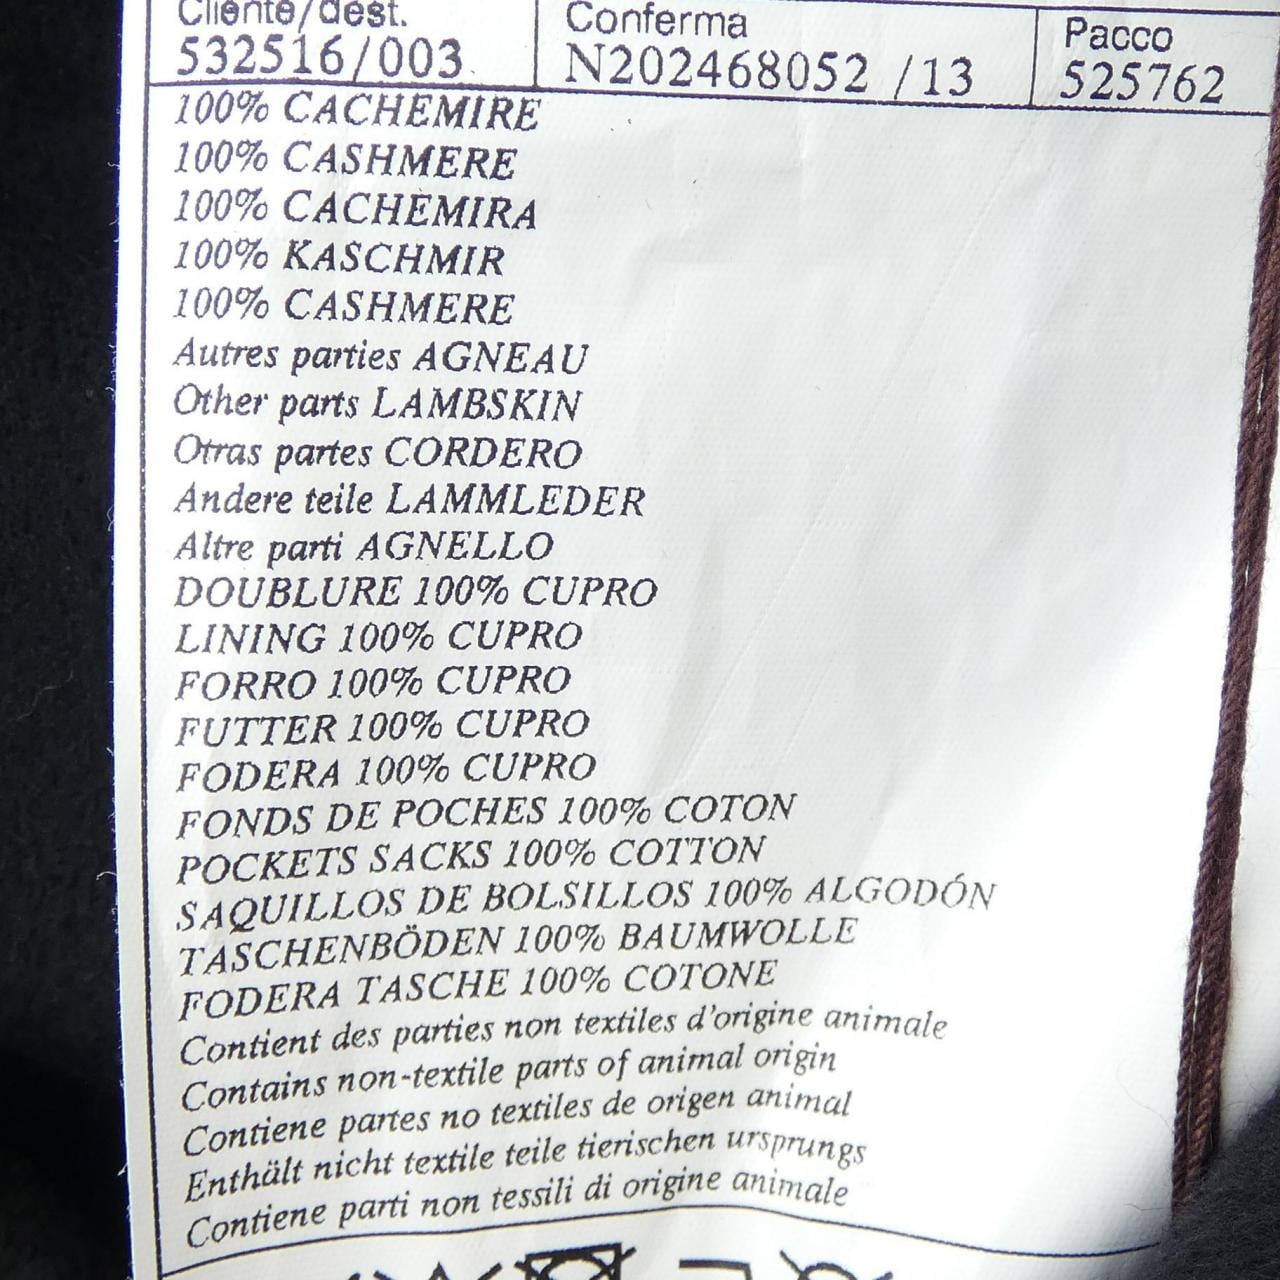 Cliente/dest. Conferma Pacco
532516/003 N202468052 /13 525762
100% CACHEMIRE
100% CASHMERE
100% CACHEMIRA
100% KASCHMIR
100% CASHMERE
Autres parties AGNEAU
Other parts LAMBSKIN
Otras partes CORDERO
Andere teile LAMMLEDER
Altre parti AGNELLO
DOUBLURE 100% CUPRO
LINING 100% CUPRO
FORRO 100% CUPRO
FUTTER 100% CUPRO
FODERA 100% CUPRO
FONDS DE POCHES 100% COTON
POCKETS SACKS 100% COTTON
SAQUILLOS DE BOLSILLOS 100% ALGODÓN
TASCHENBÖDEN 100% BAUMWOLLE
FODERA TASCHE 100% COTONE
Contient des parties non textiles d'origine animale
Contains non-textile parts of animal origin
Contiene partes no textiles de origen animal
Enthält nicht textile teile tierischen ursprungs
Contiene parti non tessili di origine animale